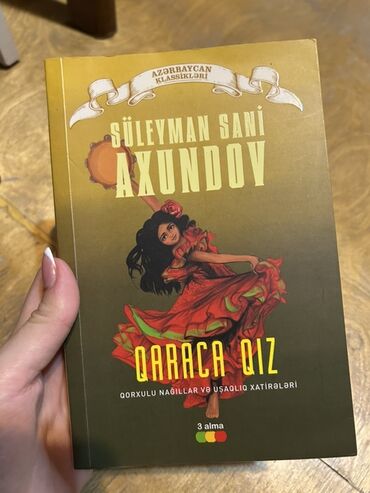 AZƏRBAYCAN
KLASSİKLƏRİ
SÜLEYMAN SANİ
AXUNDOV
QARACA QIZ
QORXULU NAĞILLAR VƏ UŞAQLIQ XATİRƏLƏRİ
3 alma